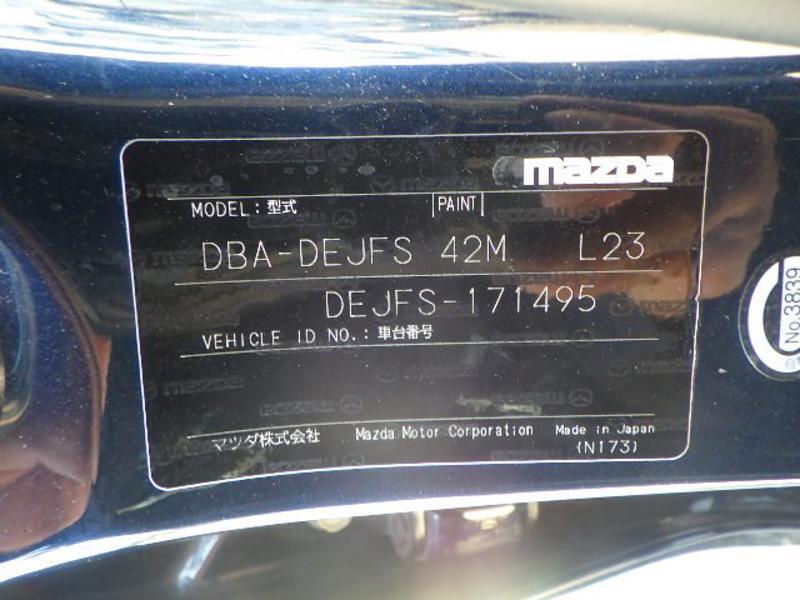 mazda
MODEL : 型式 |PAINT|
DBA-DEJFS 42M L23
DEJFS-171495
VEHICLE ID NO. : 車台番号
マツダ株式会社 Mazda Motor Corporation Made in Japan
(N173)
No.3839